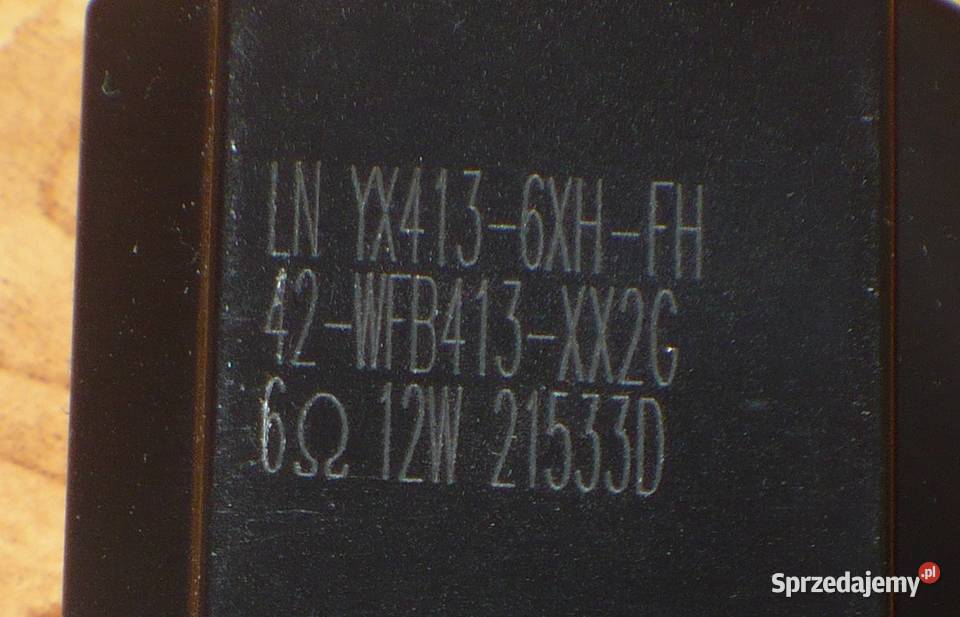 LN YX413-6XH-FH
42-WFB413-XX2G
6Ω 12W 21533D
Sprzedajemy.pl